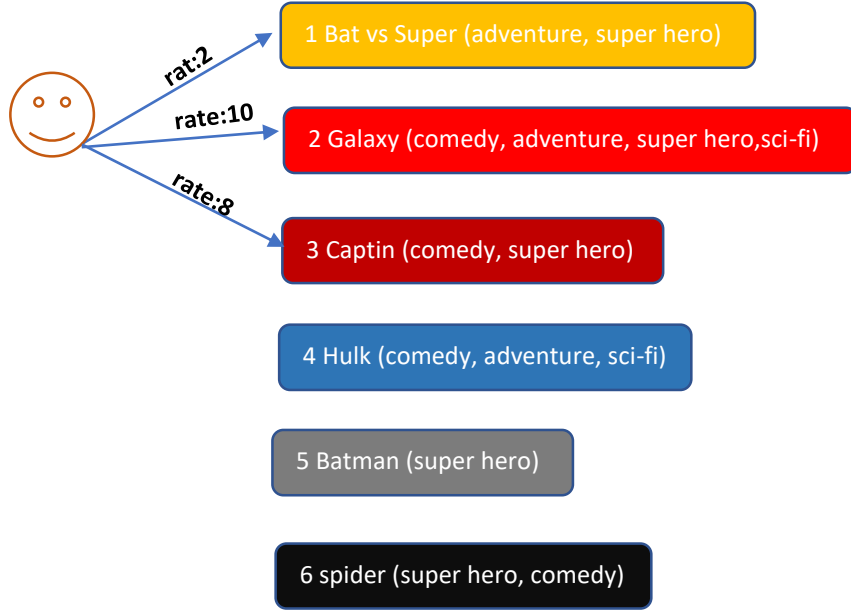 1 Bat vs Super (adventure, super hero)
rat:2
rate:10
2 Galaxy (comedy, adventure, super hero,sci-fi)
rate:8
3 Captin (comedy, super hero)
4 Hulk (comedy, adventure, sci-fi)
5 Batman (super hero)
6 spider (super hero, comedy)